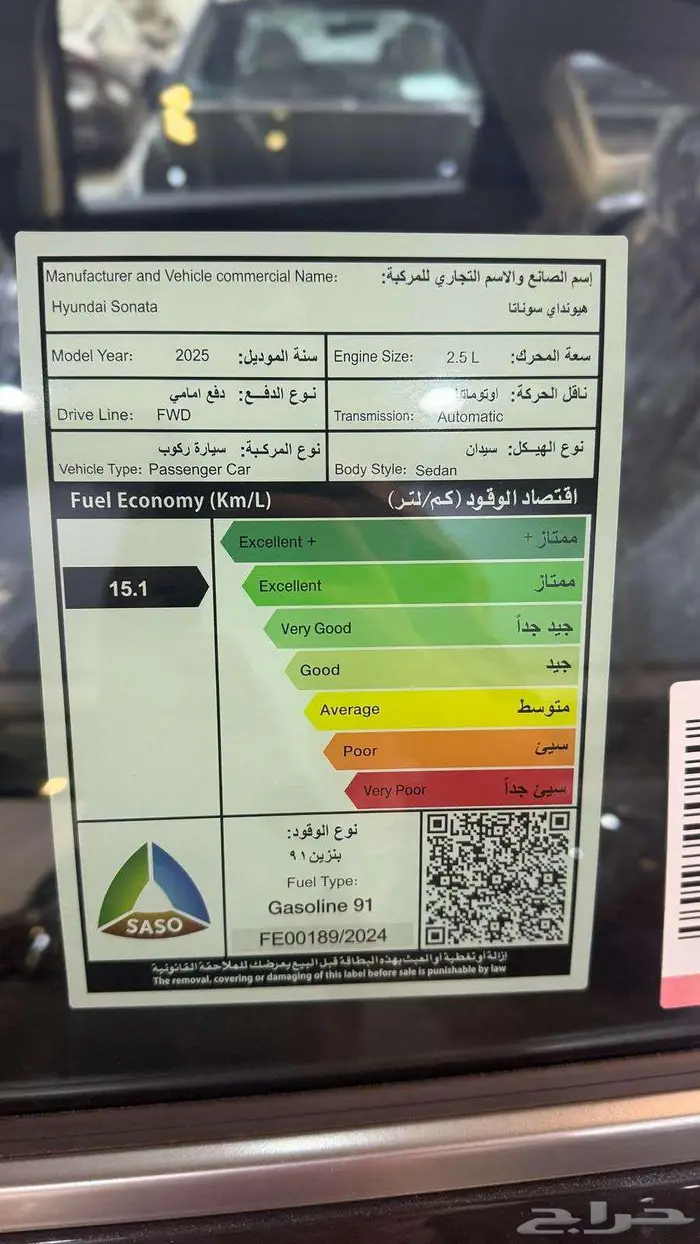 Manufacturer and Vehicle commercial Name: إسم الصانع والاسم التجاري للمركبة:
Hyundai Sonata هيونداي سوناتا
Model Year: 2025 سنة الموديل:
Engine Size: 2.5 L سعة المحرك:
نوع الدفع: دفع امامي
Drive Line: FWD
ناقل الحركة: اوتوماتيك
Transmission: Automatic
نوع المركبة: سيارة ركوب
Vehicle Type: Passenger Car
نوع الهيكل: سيدان
Body Style: Sedan
Fuel Economy (Km/L) اقتصاد الوقود (كم/لتر)
Excellent + ممتاز +
15.1
Excellent ممتاز
Very Good جيد جداً
Good جيد
Average متوسط
Poor سيئ
Very Poor سيئ جداً
نوع الوقود:
بنزين ٩١
Fuel Type:
Gasoline 91
FE00189/2024
SASO
إزالة أو تغطية أو العبث بهذه البطاقة قبل البيع يعرضك للملاحقة القانونية
The removal, covering or damaging of this label before sale is punishable by law
حراج